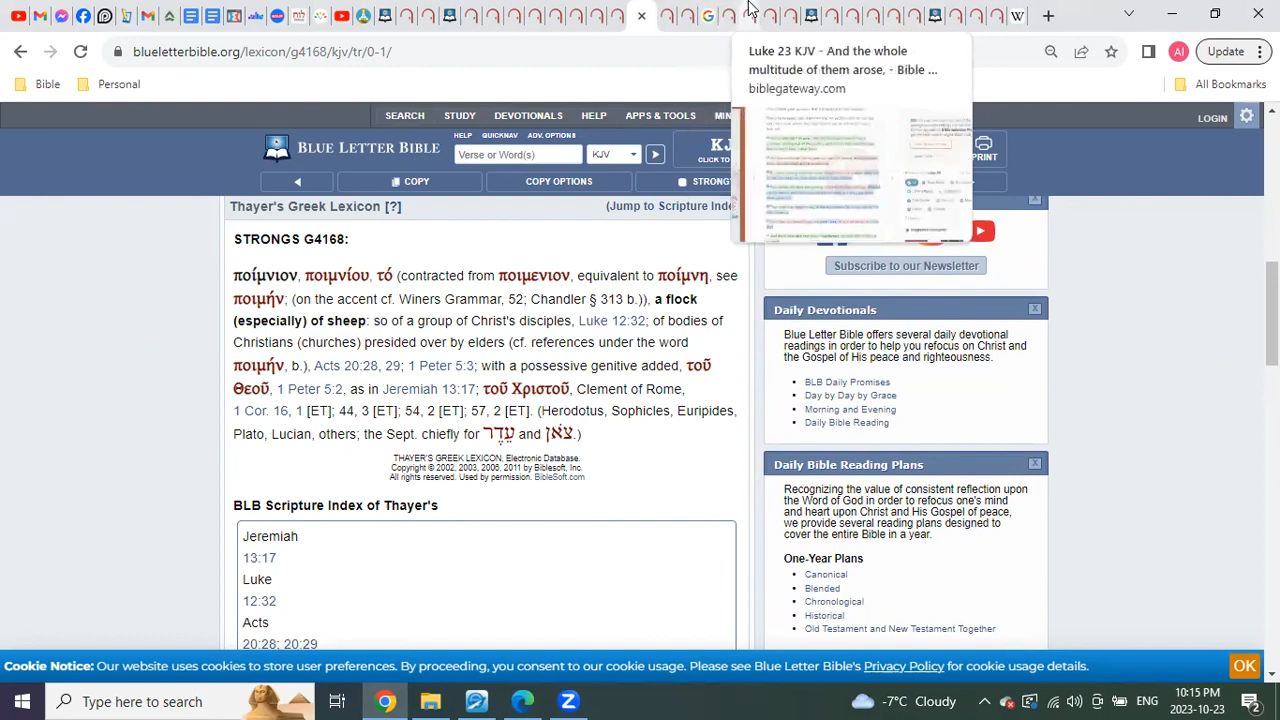 blueletterbible.org/lexicon/g4168/kjv/tr/0-1/
AI
Update
Bible
Personal
All Bookmarks
Luke 23 KJV - And the whole
multitude of them arose, - Bible ...
biblegateway.com
STUDY
DEVOTIONALS
HELP
LOGIN
BLUE LETTER BIBLE
HELP
QUICKNAV
ADV. OPTIONS
CLICK TO
PRINT
STRONGS G4168:
ποιμνίου, τό (contracted from ποιμενιον, equivalent to ποίμνη, see
ποιμήν; (on the accent cf. Winers Grammar, 52; Chandler § 313 b.)), a flock
(especially) of sheep: so of a group of Christ's disciples, Luke 12:32; of bodies of
Christians (churches) presided over by elders (cf. references under the word
ποιμήν, b.), Acts 20:28, 29; 1 Peter 5:3; with a possessive genitive added, τοῦ
Θεοῦ, 1 Peter 5:2, as in Jeremiah 13:17; τοῦ Χριστοῦ, Clement of Rome,
1 Cor. 16, 1 [ET]; 44, 3 [ET]; 54, 2 [ET]; 57, 2 [ET]. (Herodotus, Sophicles, Euripides,
Plato, Lucian, others; the Sept. chiefly for עֵדֶר and צֹאן.)
THAYER'S GREEK LEXICON, Electronic Database.
Copyright © 2002, 2003, 2006, 2011 by Biblesoft, Inc.
All rights reserved. Used by permission. BibleSoft.com
BLB Scripture Index of Thayer's
Jeremiah
13:17
Luke
12:32
Acts
20:28; 20:29
Subscribe to our Newsletter
Daily Devotionals
Blue Letter Bible offers several daily devotional
readings in order to help you refocus on Christ and
the Gospel of His peace and righteousness.
BLB Daily Promises
Day by Day by Grace
Morning and Evening
Daily Bible Reading
Daily Bible Reading Plans
Recognizing the value of consistent reflection upon
the Word of God in order to refocus one's mind
and heart upon Christ and His Gospel of peace,
we provide several reading plans designed to
cover the entire Bible in a year.
One-Year Plans
Canonical
Blended
Chronological
Historical
Old Testament and New Testament Together
Cookie Notice: Our website uses cookies to store user preferences. By proceeding, you consent to our cookie usage. Please see Blue Letter Bible's Privacy Policy for cookie usage details.
OK
Type here to search
-7°C Cloudy
ENG
10:15 PM
2023-10-23
2